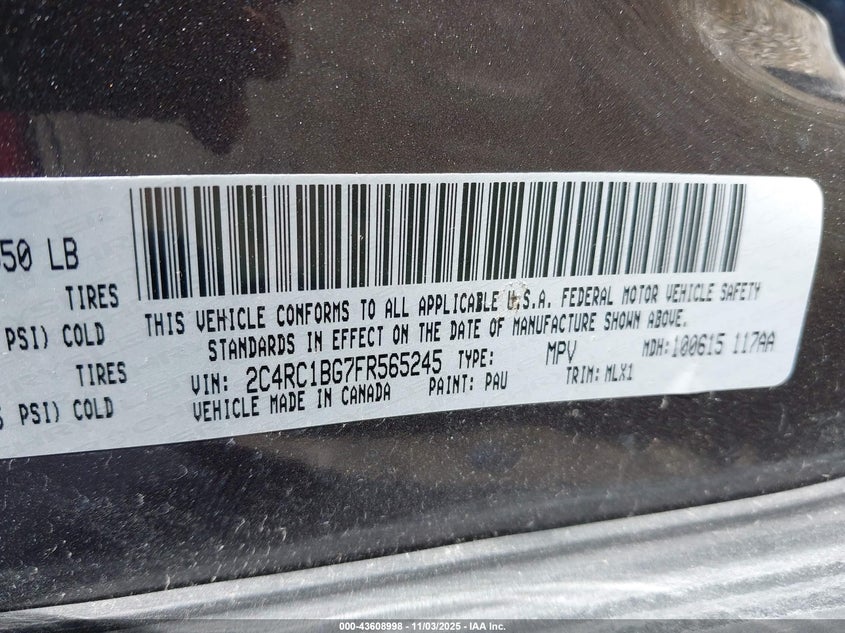 50 LB
TIRES
PSI) COLD
TIRES
PSI) COLD
THIS VEHICLE CONFORMS TO ALL APPLICABLE U.S.A. FEDERAL MOTOR VEHICLE SAFETY
STANDARDS IN EFFECT ON THE DATE OF MANUFACTURE SHOWN ABOVE.
VIN: 2C4RC1BG7FR565245 TYPE: MPV MDH: 100615 117AA
VEHICLE MADE IN CANADA PAINT: PAU TRIM: MLX1
000-43608998 - 11/03/2025 - IAA Inc.